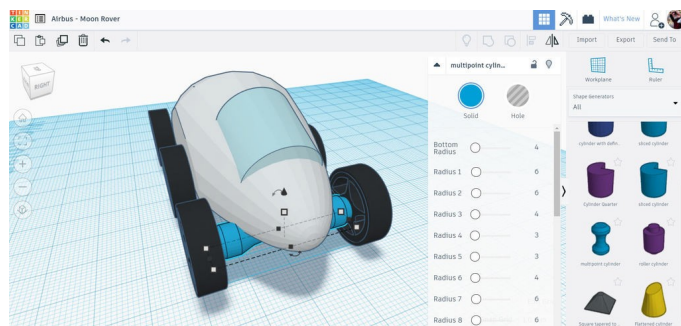 TIN
KER
CAD
Airbus - Moon Rover
What's New
Import
Export
Send To
RIGHT
multipoint cylin...
Solid
Hole
Bottom Radius 4
Radius 1 6
Radius 2 6
Radius 3 4
Radius 4 3
Radius 5 3
Radius 6 4
Radius 7 6
Radius 8 6
Workplane
Ruler
Shape Generators
All
cylinder with defin...
sliced cylinder
Cylinder Quarter
sliced cylinder
multipoint cylinder
roller cylinder
Square tapered to...
Flattened cylinder